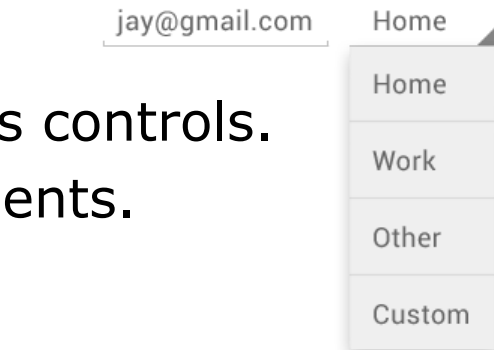 jay@gmail.com Home
Home
s controls.
Work
ents.
Other
Custom